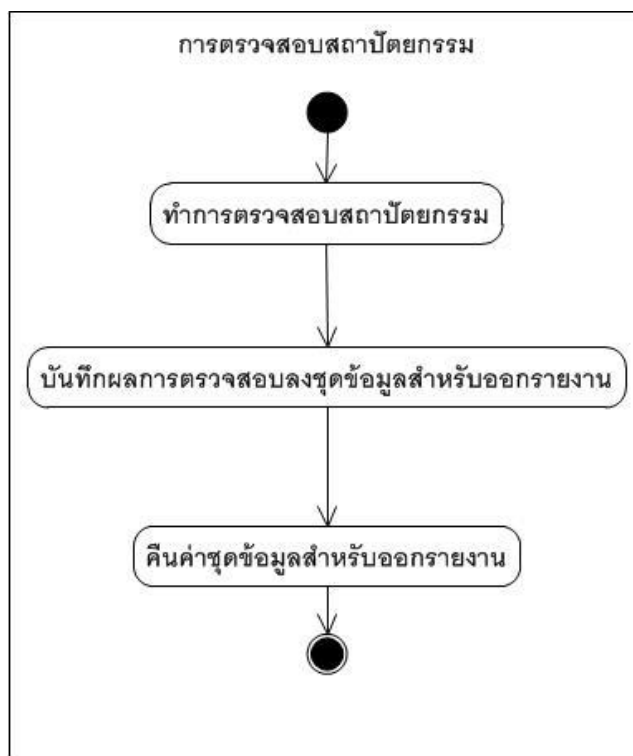 การตรวจสอบสถาปัตยกรรม
ทำการตรวจสอบสถาปัตยกรรม
บันทึกผลการตรวจสอบลงชุดข้อมูลสำหรับออกรายงาน
คืนค่าชุดข้อมูลสำหรับออกรายงาน